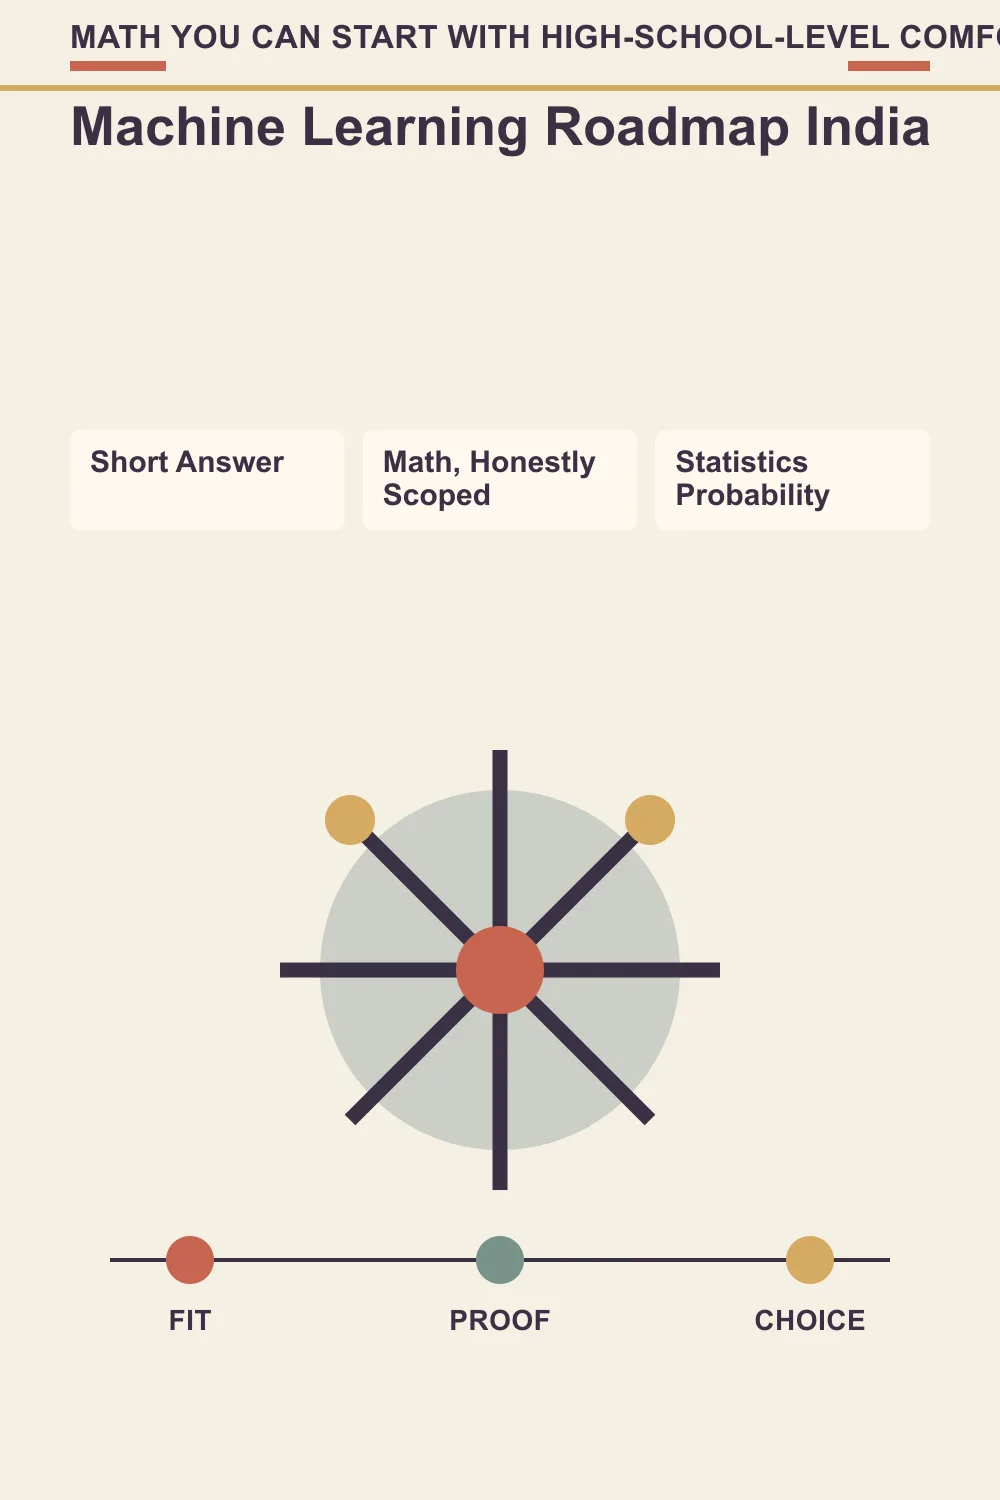 MATH YOU CAN START WITH HIGH-SCHOOL-LEVEL
Machine Learning Roadmap India
Short Answer
Math, Honestly
Scoped
Statistics
Probability
FIT
PROOF
CHOICE